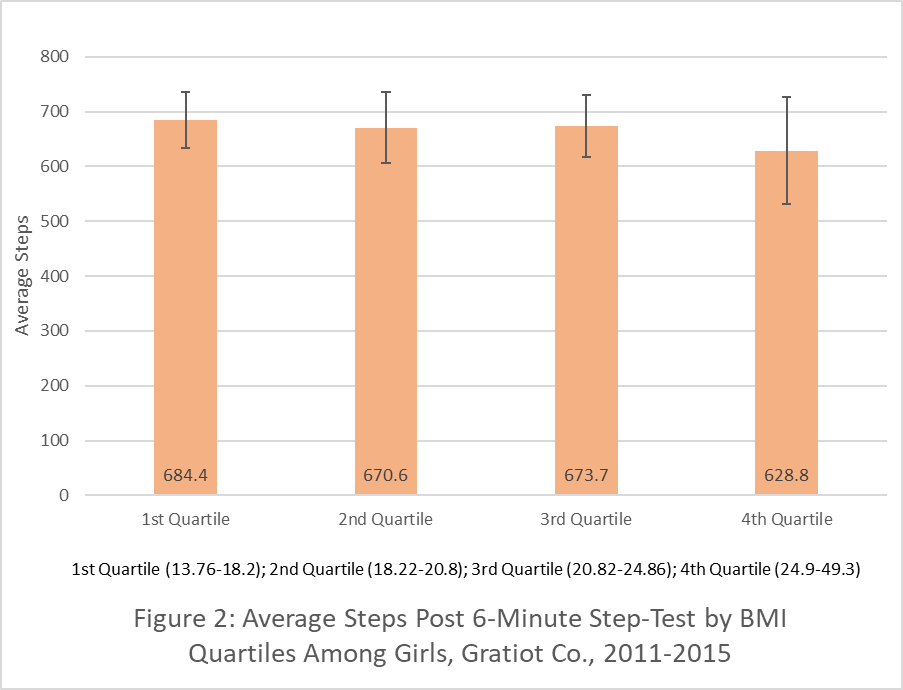 800
700
600
500
400
300
200
100
0
Average Steps
684.4
670.6
673.7
628.8
1st Quartile
2nd Quartile
3rd Quartile
4th Quartile
1st Quartile (13.76-18.2); 2nd Quartile (18.22-20.8); 3rd Quartile (20.82-24.86); 4th Quartile (24.9-49.3)
Figure 2: Average Steps Post 6-Minute Step-Test by BMI
Quartiles Among Girls, Gratiot Co., 2011-2015